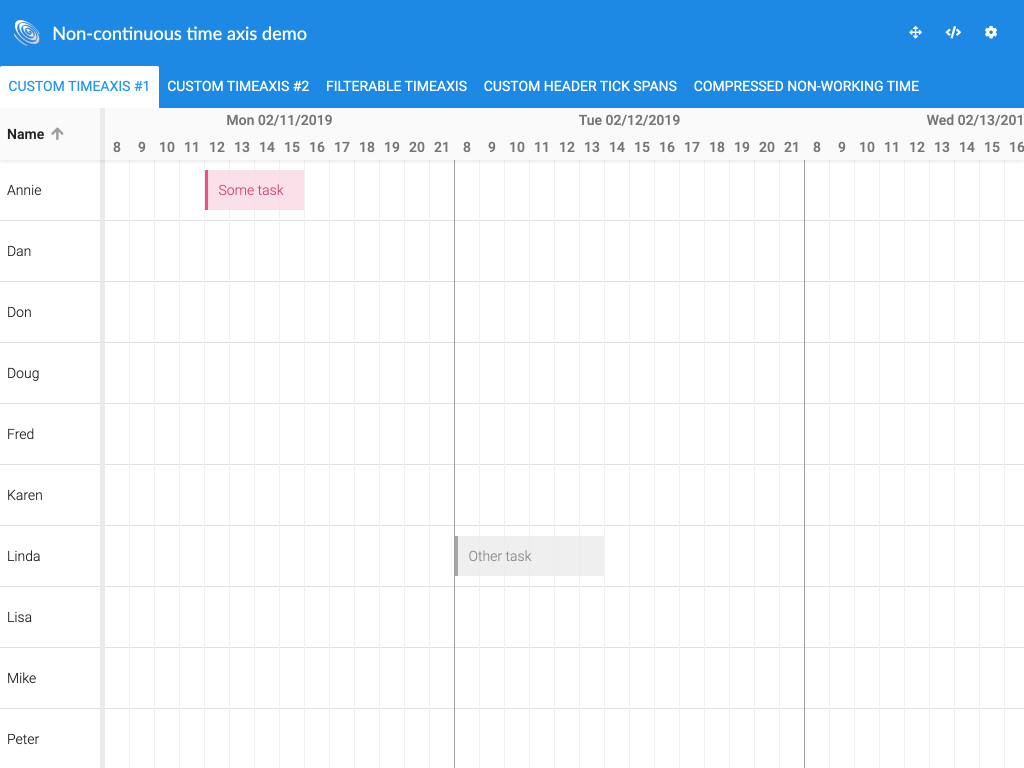 Non-continuous time axis demo
CUSTOM TIMEAXIS #1 CUSTOM TIMEAXIS #2 FILTERABLE TIMEAXIS CUSTOM HEADER TICK SPANS COMPRESSED NON-WORKING TIME
Name
Mon 02/11/2019 Tue 02/12/2019 Wed 02/13/201
8 9 10 11 12 13 14 15 16 17 18 19 20 21 8 9 10 11 12 13 14 15 16 17 18 19 20 21 8 9 10 11 12 13 14 15 16
Annie Some task
Dan
Don
Doug
Fred
Karen
Linda Other task
Lisa
Mike
Peter